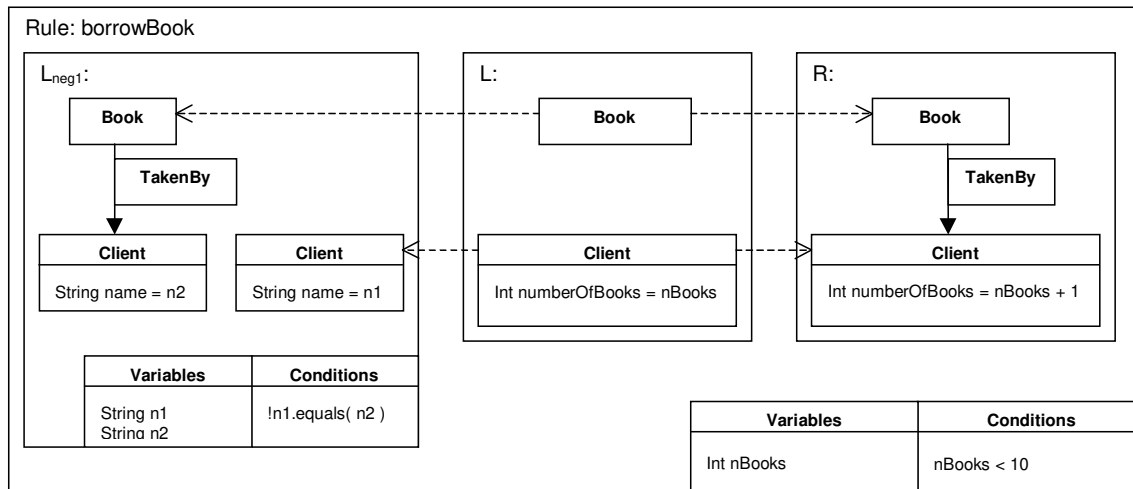 Rule: borrowBook
Lneg1:
Book
TakenBy
Client
String name = n2
Client
String name = n1
Variables
Conditions
String n1
!n1.equals( n2 )
String n2
L:
Book
Client
Int numberOfBooks = nBooks
R:
Book
TakenBy
Client
Int numberOfBooks = nBooks + 1
Variables
Conditions
Int nBooks
nBooks < 10